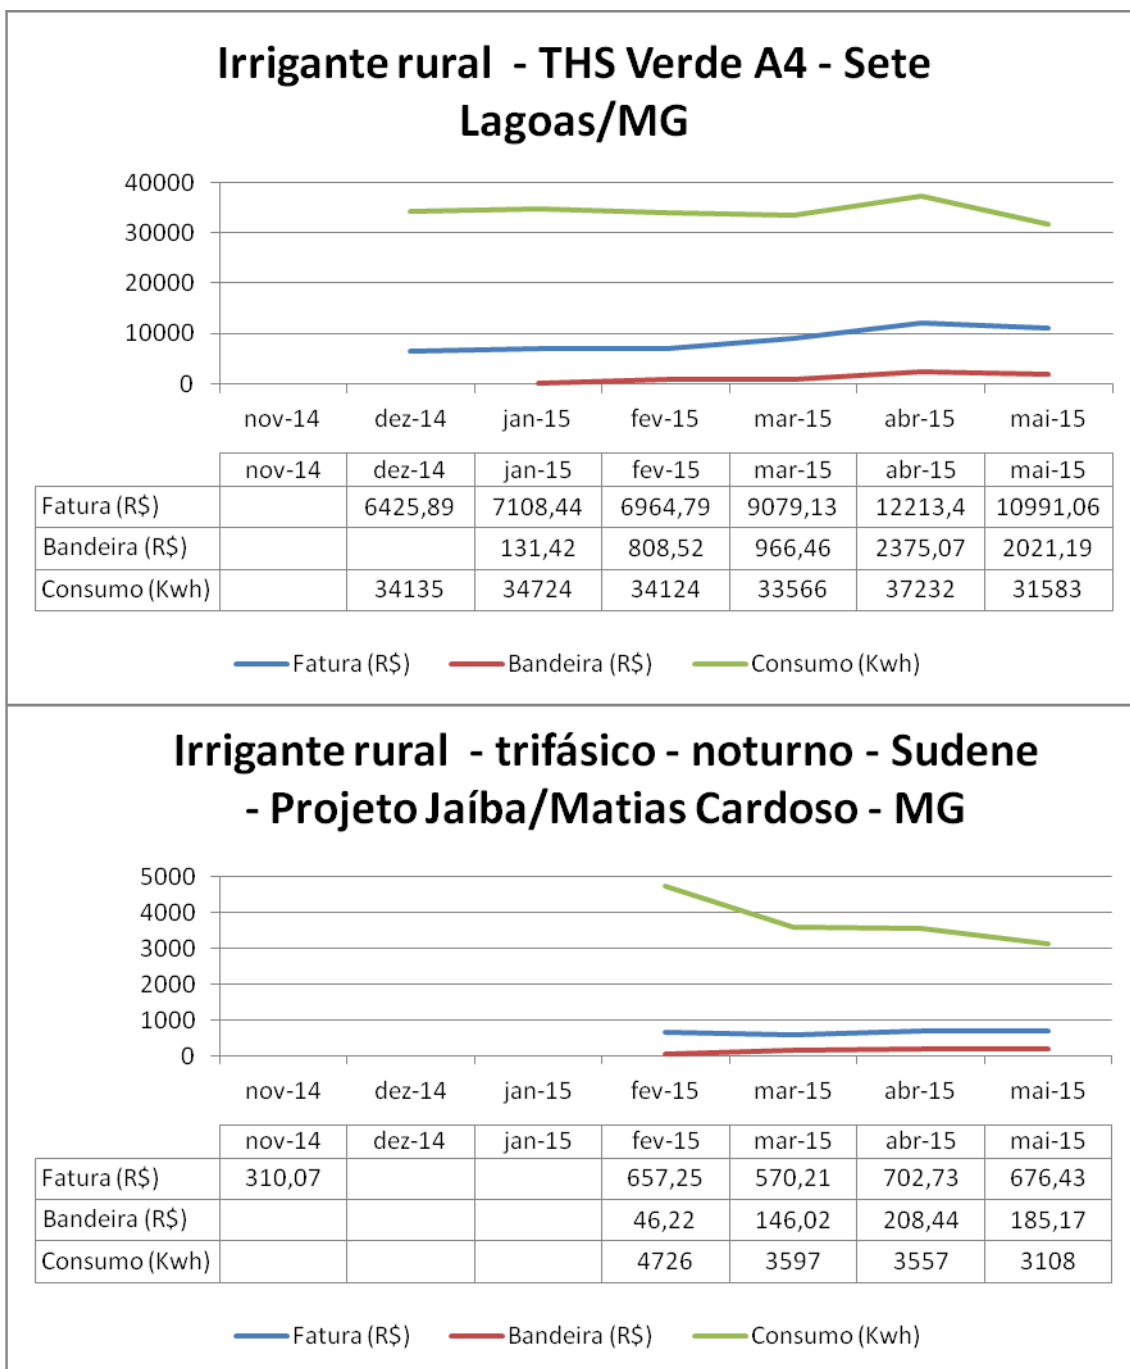 Irrigante rural - THS Verde A4 - Sete
Lagoas/MG
40000
30000
20000
10000
0
nov-14 dez-14 jan-15 fev-15 mar-15 abr-15 mai-15
nov-14 dez-14 jan-15 fev-15 mar-15 abr-15 mai-15
Fatura (R$) 6425,89 7108,44 6964,79 9079,13 12213,4 10991,06
Bandeira (R$) 131,42 808,52 966,46 2375,07 2021,19
Consumo (Kwh) 34135 34724 34124 33566 37232 31583
Fatura (R$) Bandeira (R$) Consumo (Kwh)
Irrigante rural - trifásico - noturno - Sudene
- Projeto Jaíba/Matias Cardoso - MG
5000
4000
3000
2000
1000
0
nov-14 dez-14 jan-15 fev-15 mar-15 abr-15 mai-15
nov-14 dez-14 jan-15 fev-15 mar-15 abr-15 mai-15
Fatura (R$) 310,07 657,25 570,21 702,73 676,43
Bandeira (R$) 46,22 146,02 208,44 185,17
Consumo (Kwh) 4726 3597 3557 3108
Fatura (R$) Bandeira (R$) Consumo (Kwh)